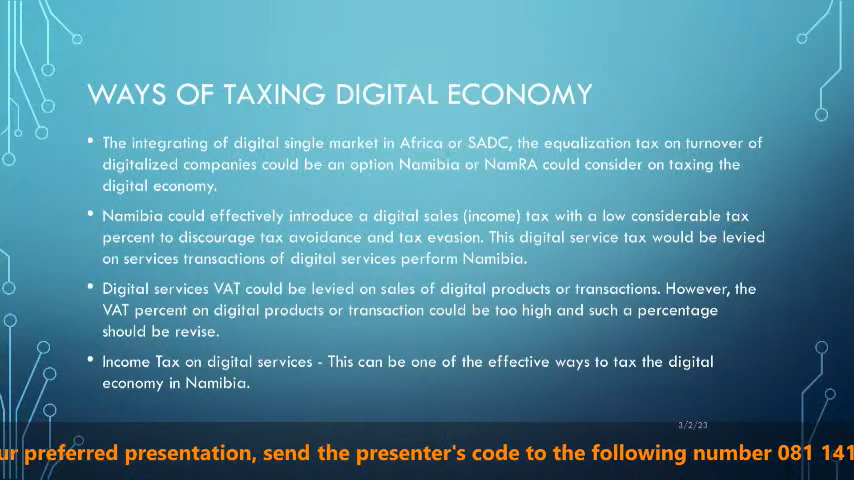 WAYS OF TAXING DIGITAL ECONOMY
• The integrating of digital single market in Africa or SADC, the equalization tax on turnover of
digitalized companies could be an option Namibia or NamRA could consider on taxing the
digital economy.
• Namibia could effectively introduce a digital sales (income) tax with a low considerable tax
percent to discourage tax avoidance and tax evasion. This digital service tax would be levied
on services transactions of digital services perform Namibia.
• Digital services VAT could be levied on sales of digital products or transactions. However, the
VAT percent on digital products or transaction could be too high and such a percentage
should be revise.
• Income Tax on digital services - This can be one of the effective ways to tax the digital
economy in Namibia.
3/2/23
ur preferred presentation, send the presenter's code to the following number 081 141